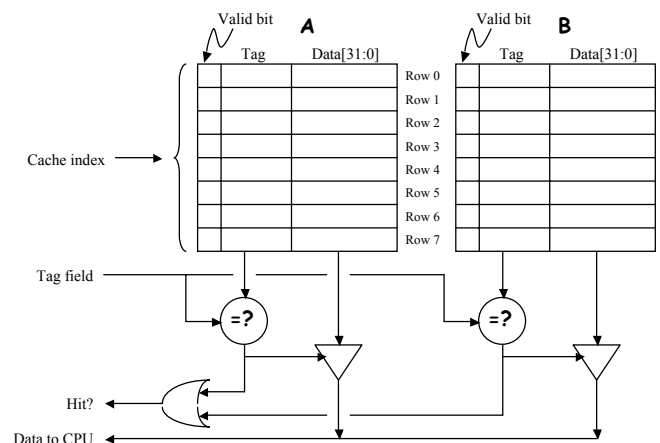 Valid bit
A
Valid bit
B
Tag
Data[31:0]
Tag
Data[31:0]
Row 0
Row 1
Row 2
Row 3
Cache index
Row 4
Row 5
Row 6
Row 7
Tag field
=?
=?
Hit?
Data to CPU